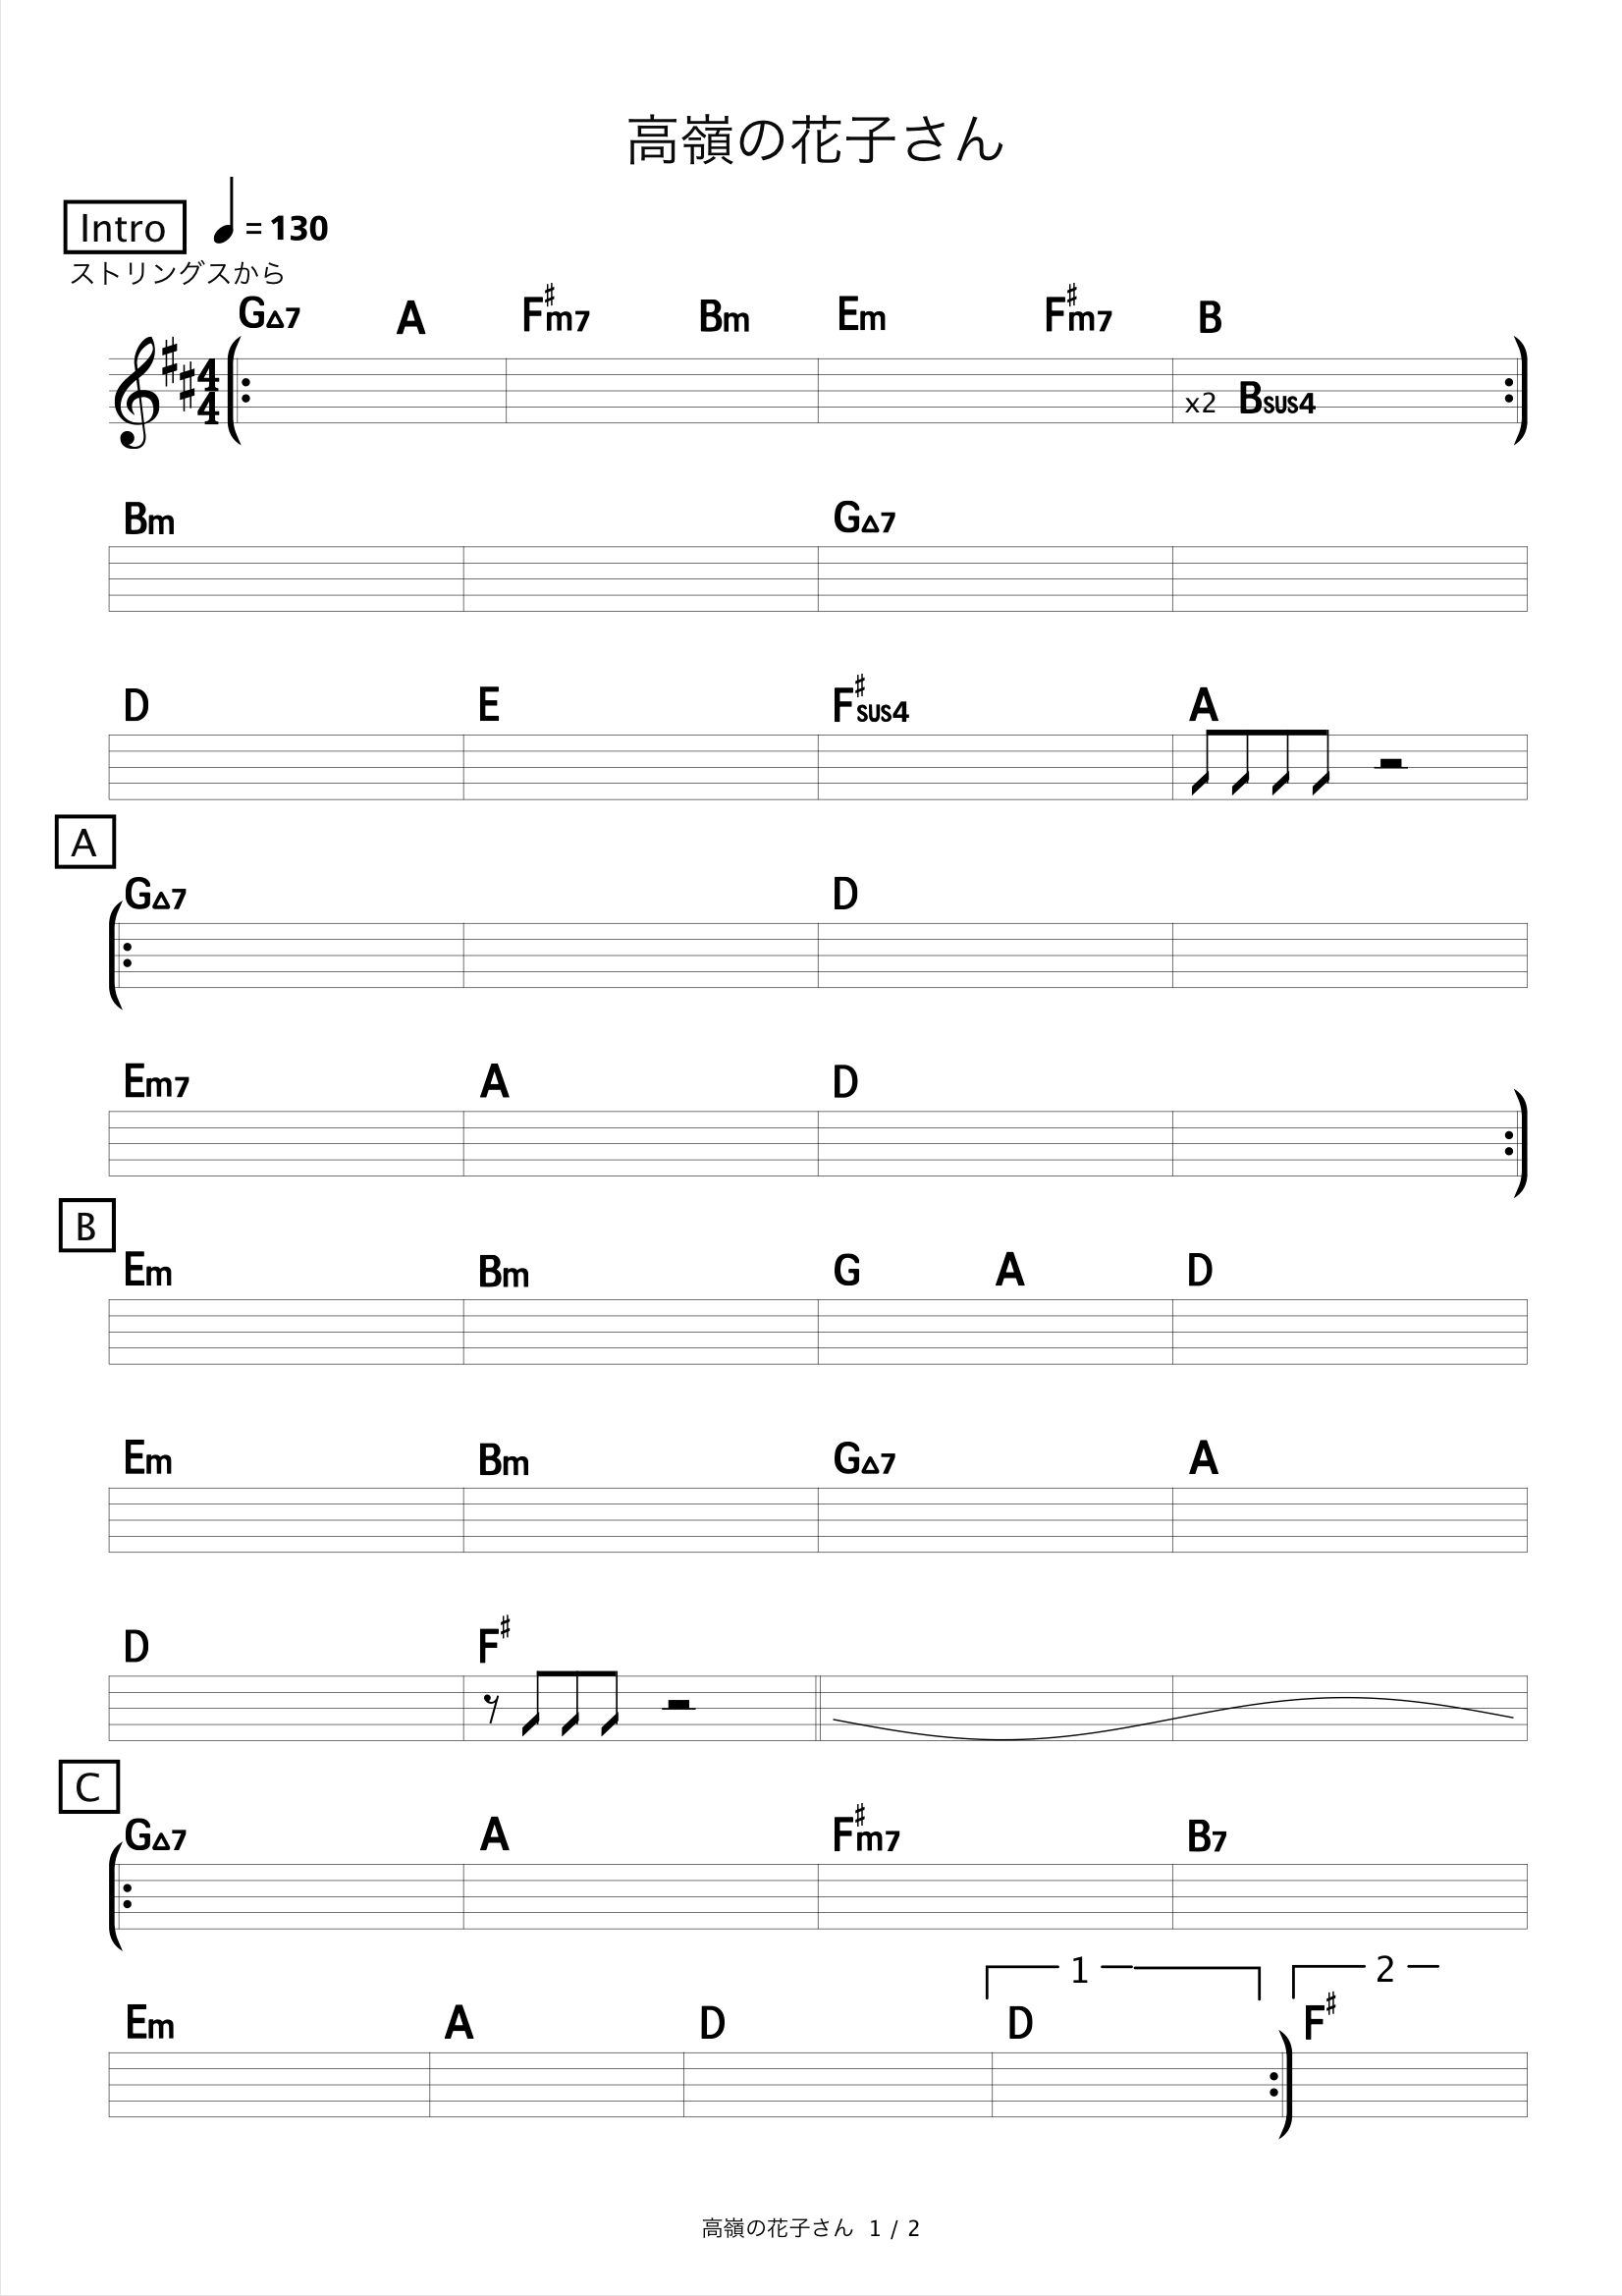 高嶺の花子さん
Intro ♩= 130
ストリングスから
G△7 A F#m7 Bm Em F#m7 B
4/4 x2 Bsus4
Bm G△7
D E F#sus4 A
A
G△7 D
Em7 A D
B
Em Bm G A D
Em Bm G△7 A
D F#
C
G△7 A F#m7 B7
1 2
Em A D D F#
高嶺の花子さん 1 / 2